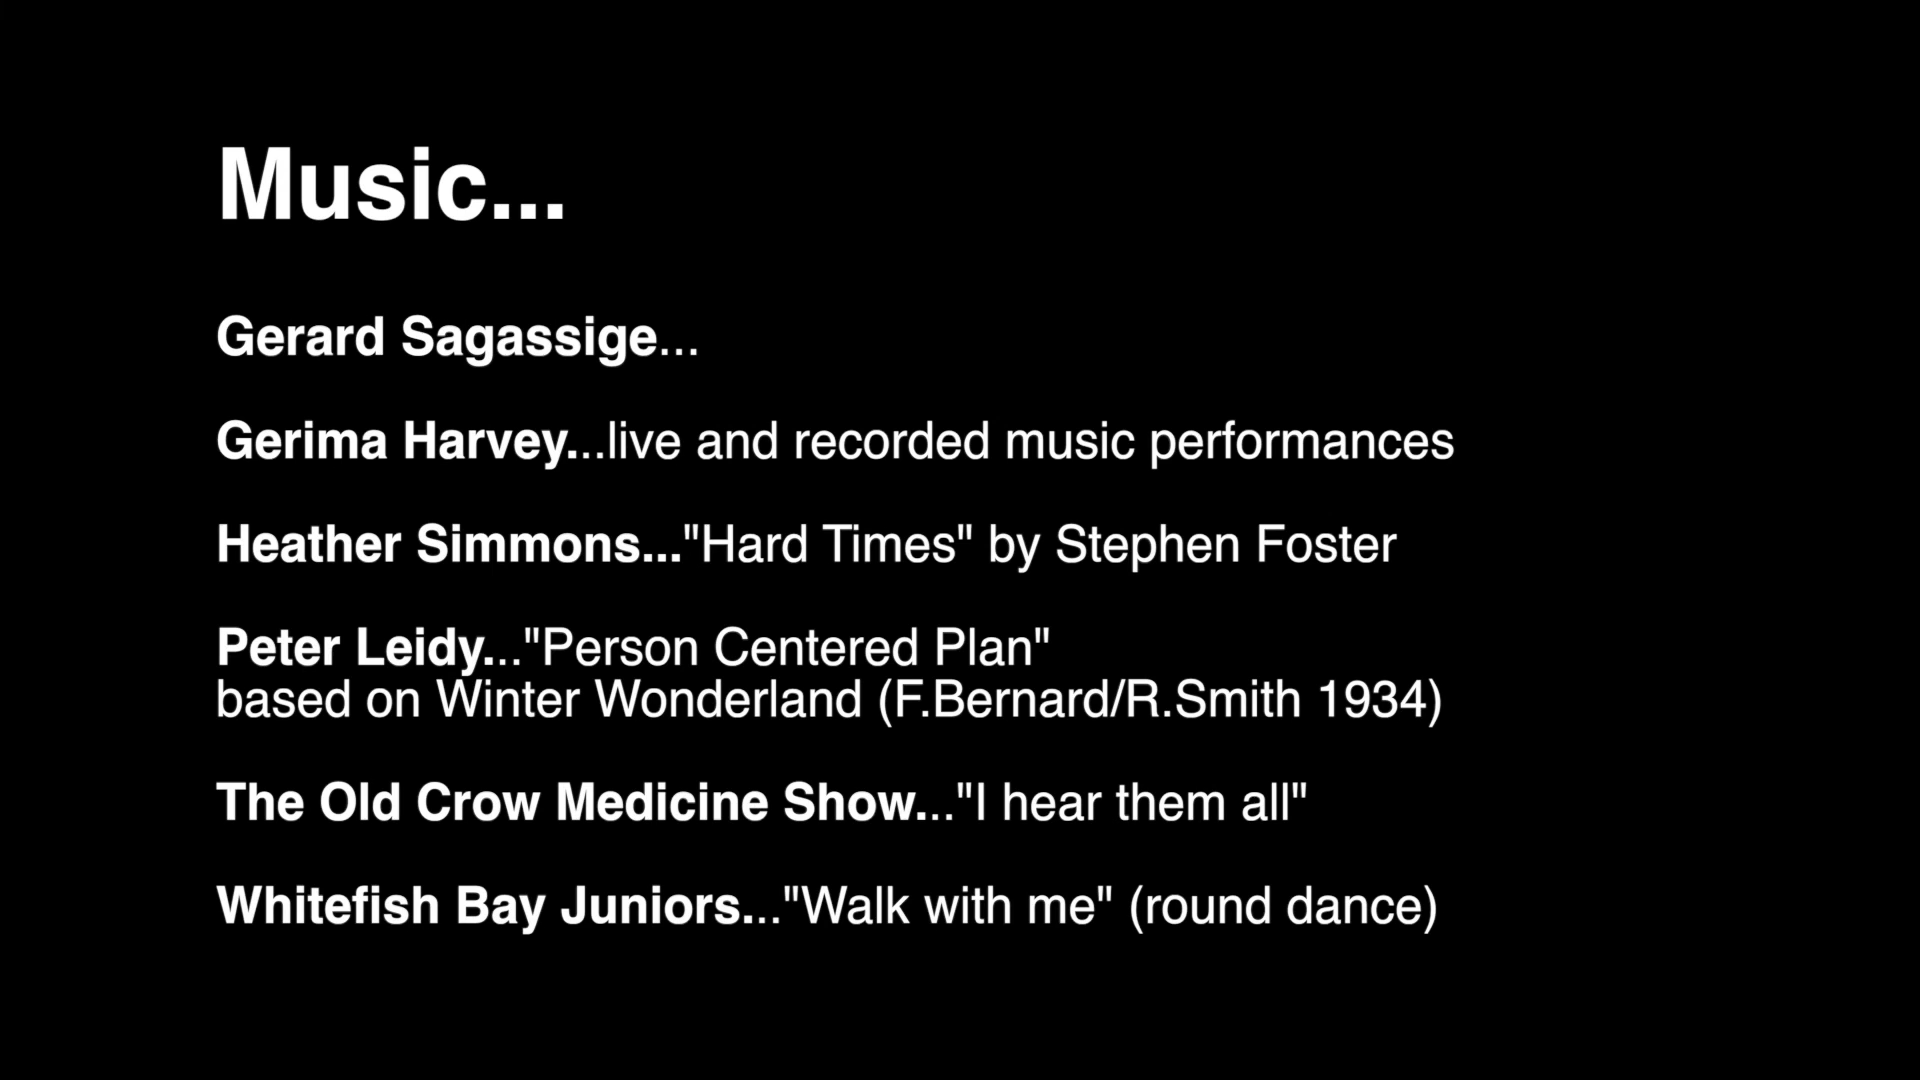 Music...
Gerard Sagassige...
Gerima Harvey...live and recorded music performances
Heather Simmons..."Hard Times" by Stephen Foster
Peter Leidy..."Person Centered Plan"
based on Winter Wonderland (F.Bernard/R.Smith 1934)
The Old Crow Medicine Show..."I hear them all"
Whitefish Bay Juniors..."Walk with me" (round dance)